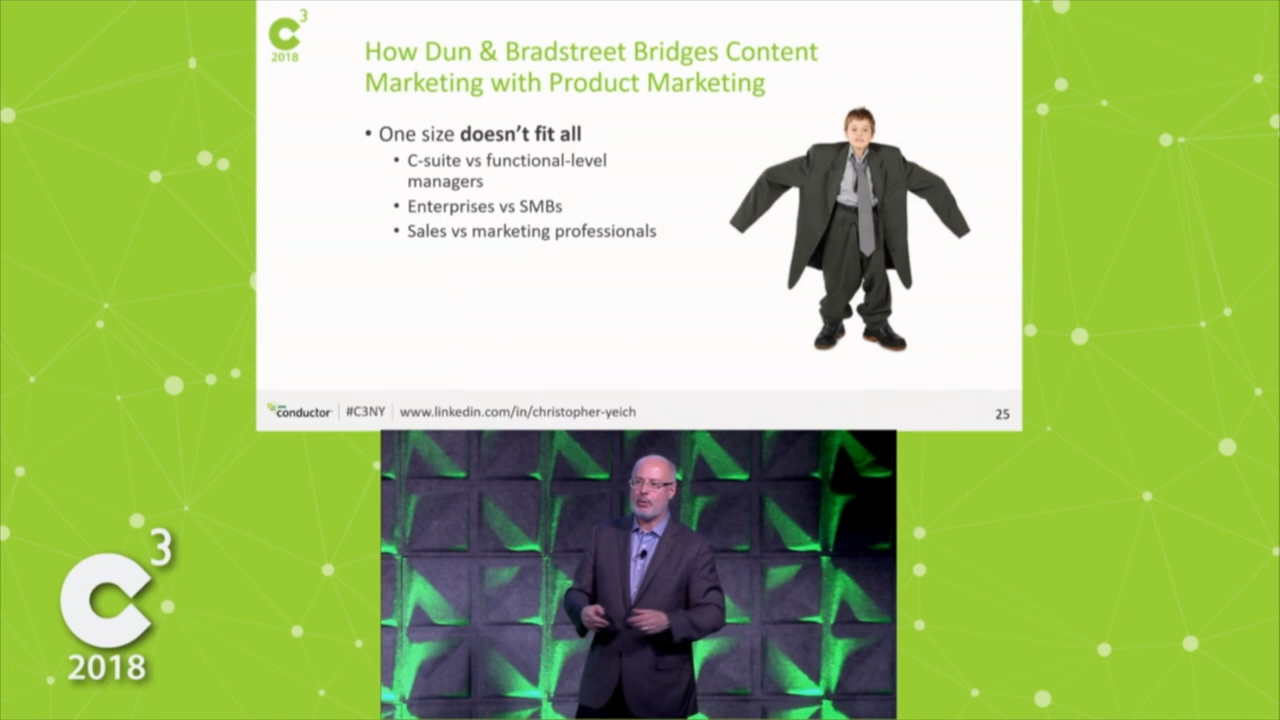 C3
2018
How Dun & Bradstreet Bridges Content
Marketing with Product Marketing
• One size doesn't fit all
• C-suite vs functional-level
managers
• Enterprises vs SMBs
• Sales vs marketing professionals
conductor
#C3NY
www.linkedin.com/in/christopher-yeich
25
C3
2018